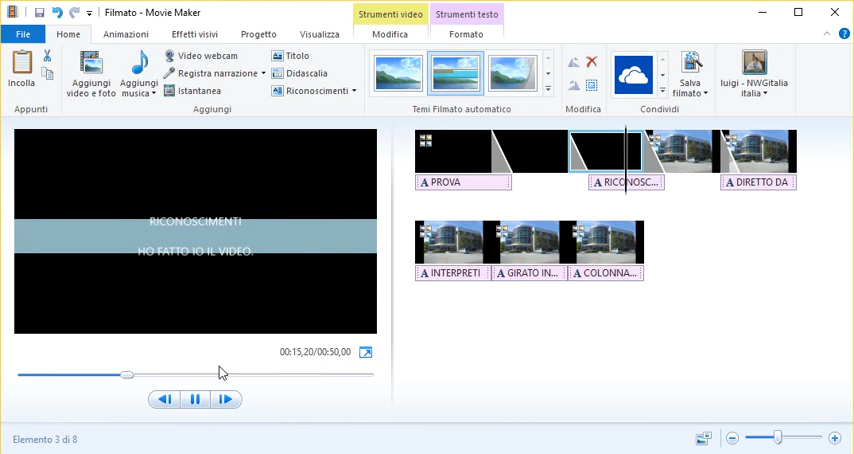 Filmato - Movie Maker
Strumenti video
Strumenti testo
File
Home
Animazioni
Effetti visivi
Progetto
Visualizza
Modifica
Formato
Incolla
Aggiungi
video e foto
Aggiungi
musica
Video webcam
Registra narrazione
Istantanea
Titolo
Didascalia
Riconoscimenti
Salva
filmato
luigi - NWGitalia
italia
Appunti
Aggiungi
Temi Filmato automatico
Modifica
Condividi
RICONOSCIMENTI
HO FATTO IO IL VIDEO.
00:15,20/00:50,00
A PROVA
A RICONOSC...
A DIRETTO DA
A INTERPRETI
A GIRATO IN...
A COLONNA...
Elemento 3 di 8